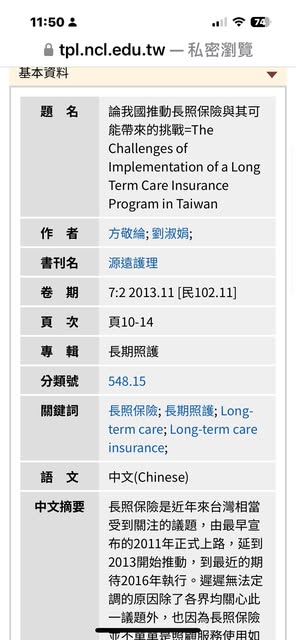 11:50
74
tpl.ncl.edu.tw — 私密瀏覽
基本資料
題 名 論我國推動長照保險與其可
能帶來的挑戰=The
Challenges of
Implementation of a Long
Term Care Insurance
Program in Taiwan
作 者 方敬綸; 劉淑娟;
書刊名 源遠護理
卷 期 7:2 2013.11 [民102.11]
頁 次 頁10-14
專 輯 長期照護
分類號 548.15
關鍵詞 長照保險; 長期照護; Long-
term care; Long-term care
insurance;
語 文 中文(Chinese)
中文摘要 長照保險是近年來台灣相當
受到關注的議題，由最早宣
布的2011年正式上路，延到
2013開始推動，到最近的期
待2016年執行。遲遲無法定
調的原因除了各界均關心此
一議題外，也因為長照保險
並不單單是照顧服務使用如